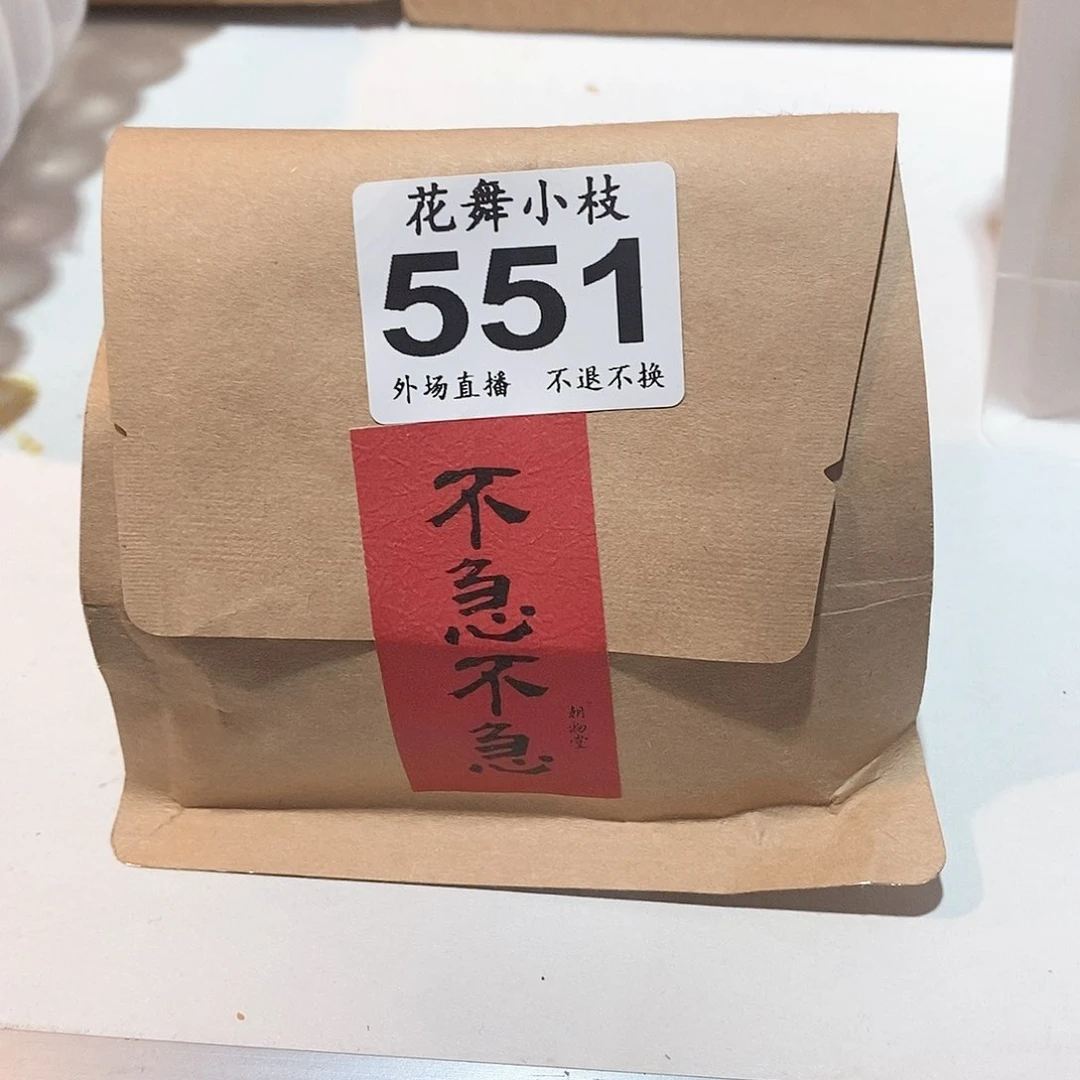 花舞小枝
551
外场直播 不退不换
不急不急